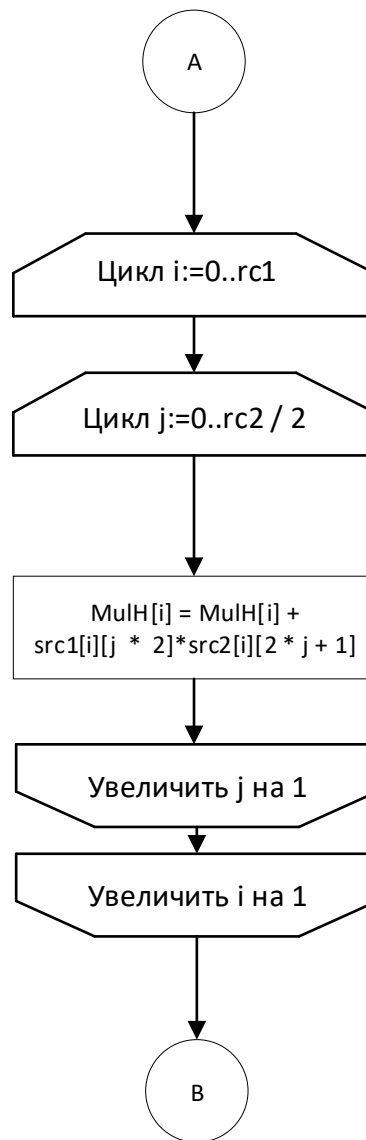 A
Цикл i:=0..rc1
Цикл j:=0..rc2 / 2
MulH[i] = MulH[i] +
src1[i][j * 2]*src2[i][2 * j + 1]
Увеличить j на 1
Увеличить i на 1
B